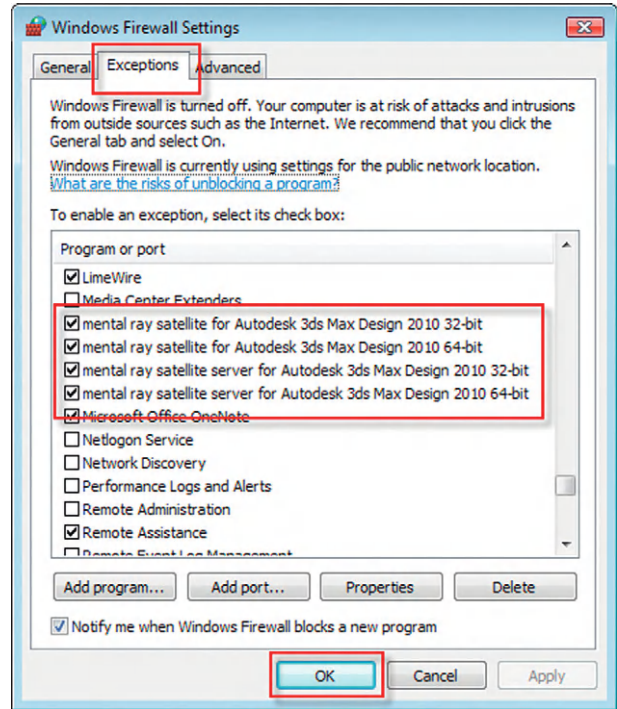 Windows Firewall Settings
General Exceptions Advanced
Windows Firewall is turned off. Your computer is at risk of attacks and intrusions
from outside sources such as the Internet. We recommend that you click the
General tab and select On.
Windows Firewall is currently using settings for the public network location.
What are the risks of unblocking a program?
To enable an exception, select its check box:
Program or port
LimeWire
Media Center Extenders
mental ray satellite for Autodesk 3ds Max Design 2010 32-bit
mental ray satellite for Autodesk 3ds Max Design 2010 64-bit
mental ray satellite server for Autodesk 3ds Max Design 2010 32-bit
mental ray satellite server for Autodesk 3ds Max Design 2010 64-bit
Microsoft Office OneNote
Netlogon Service
Network Discovery
Performance Logs and Alerts
Remote Administration
Remote Assistance
Remote Event Log Management
Add program... Add port... Properties Delete
Notify me when Windows Firewall blocks a new program
OK Cancel Apply